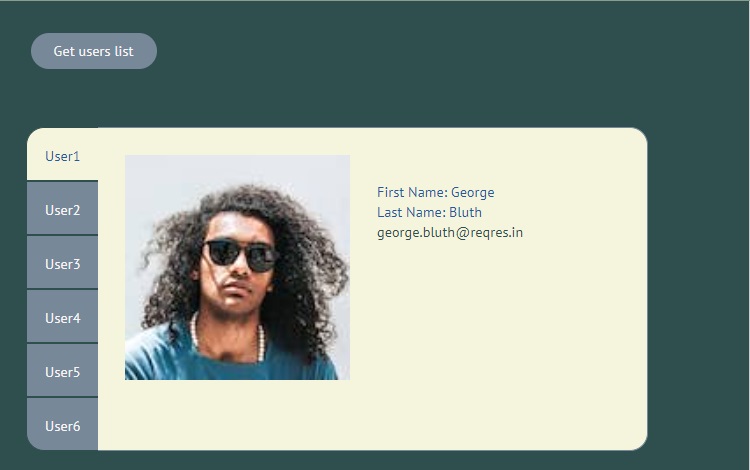 Get users list
User1
User2
User3
User4
User5
User6
First Name: George
Last Name: Bluth
george.bluth@reqres.in